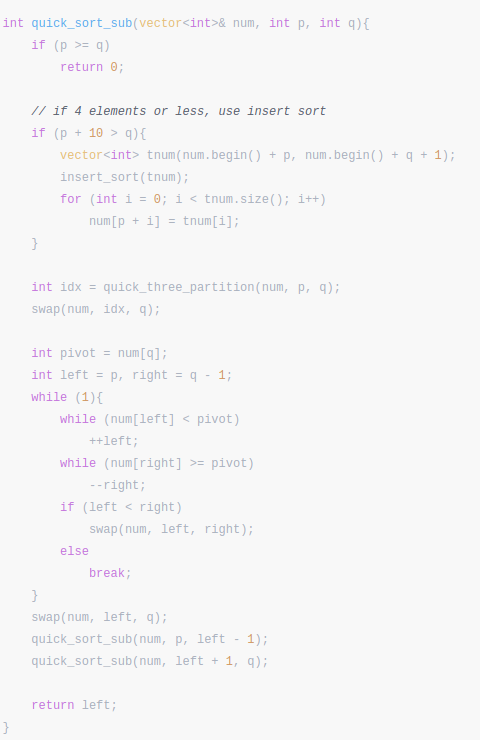 int quick_sort_sub(vector<int>& num, int p, int q){
    if (p >= q)
        return 0;

    // if 4 elements or less, use insert sort
    if (p + 10 > q){
        vector<int> tnum(num.begin() + p, num.begin() + q + 1);
        insert_sort(tnum);
        for (int i = 0; i < tnum.size(); i++)
            num[p + i] = tnum[i];
    }

    int idx = quick_three_partition(num, p, q);
    swap(num, idx, q);

    int pivot = num[q];
    int left = p, right = q - 1;
    while (1){
        while (num[left] < pivot)
            ++left;
        while (num[right] >= pivot)
            --right;
        if (left < right)
            swap(num, left, right);
        else
            break;
    }
    swap(num, left, q);
    quick_sort_sub(num, p, left - 1);
    quick_sort_sub(num, left + 1, q);

    return left;
}